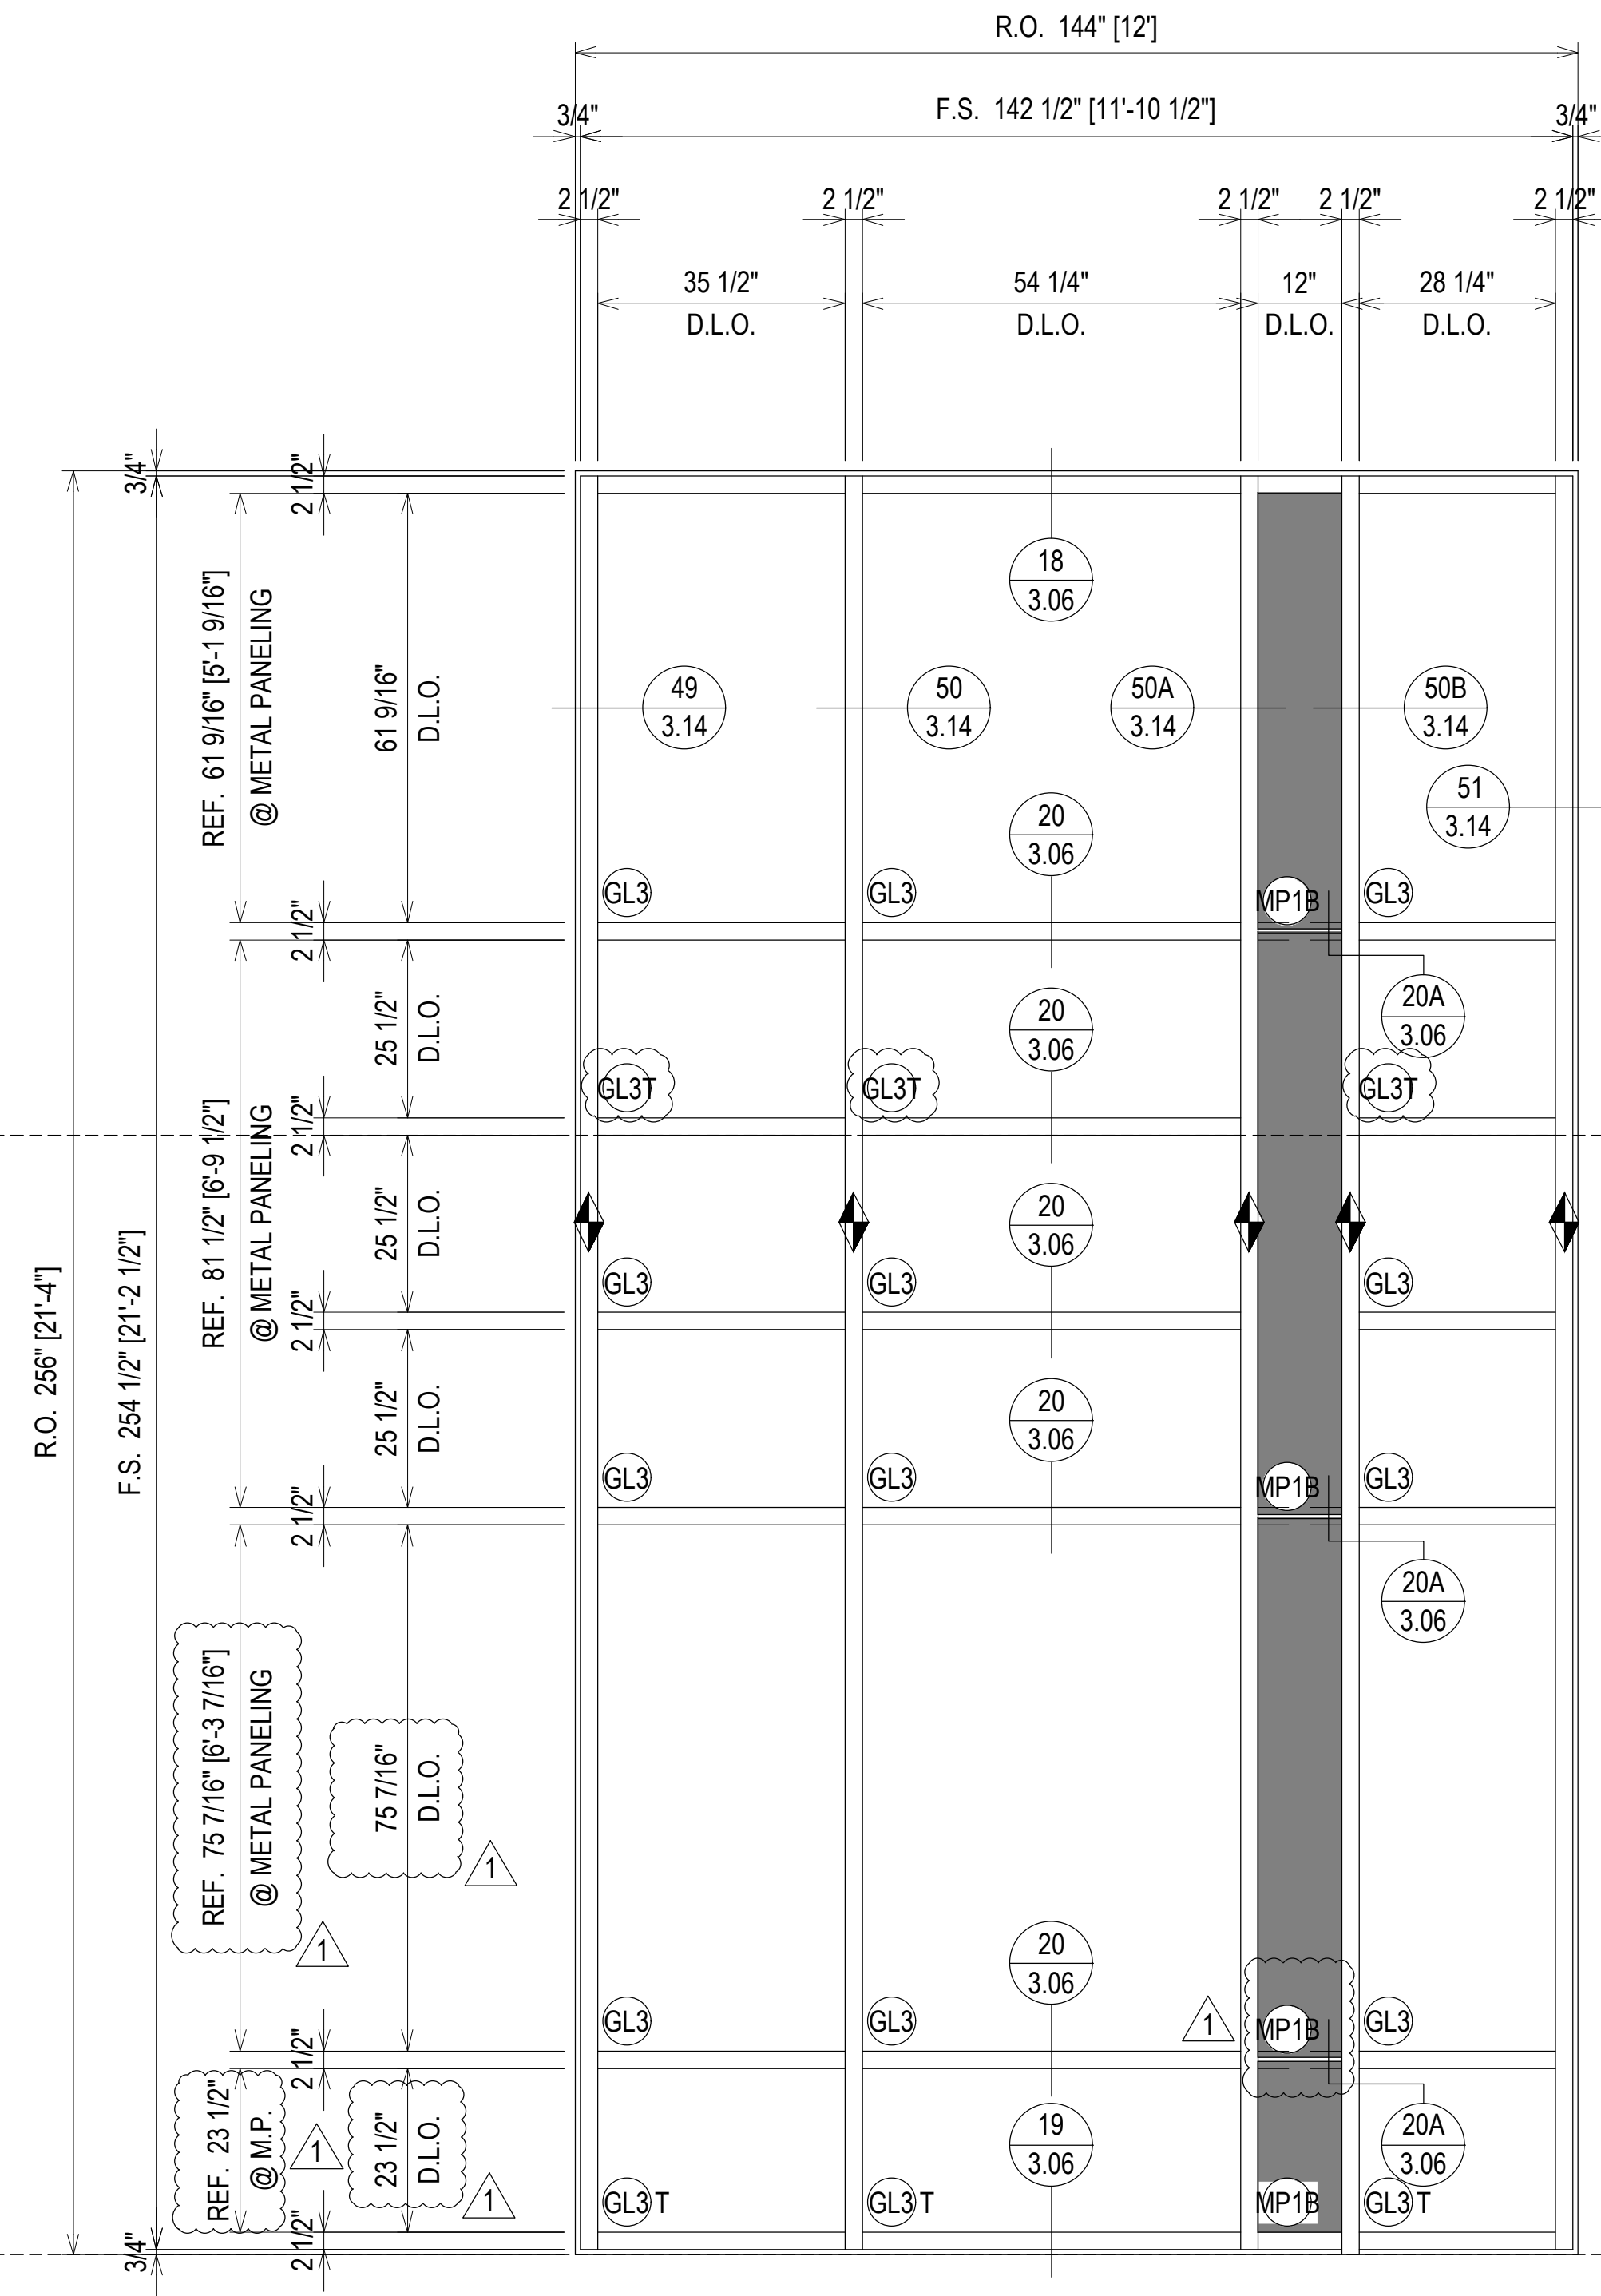 R.O. 144" [12']
3/4"
F.S. 142 1/2" [11'-10 1/2"]
3/4"
2 1/2"
2 1/2"
2 1/2"
2 1/2"
2 1/2"
35 1/2"
D.L.O.
54 1/4"
D.L.O.
12"
D.L.O.
28 1/4"
D.L.O.
R.O. 256" [21'-4"]
3/4"
F.S. 254 1/2" [21'-2 1/2"]
3/4"
REF. 61 9/16" [5'-1 9/16"]
@ METAL PANELING
REF. 81 1/2" [6'-9 1/2"]
@ METAL PANELING
REF. 75 7/16" [6'-3 7/16"]
@ METAL PANELING
1
REF. 23 1/2"
@ M.P.
1
2 1/2"
2 1/2"
2 1/2"
2 1/2"
2 1/2"
2 1/2"
2 1/2"
61 9/16"
D.L.O.
25 1/2"
D.L.O.
25 1/2"
D.L.O.
25 1/2"
D.L.O.
75 7/16"
D.L.O.
1
23 1/2"
D.L.O.
1
18
3.06
49
3.14
50
3.14
50A
3.14
50B
3.14
51
3.14
20
3.06
GL3
GL3
MP1B
GL3
20
3.06
20A
3.06
GL3T
GL3T
GL3T
20
3.06
GL3
GL3
GL3
20
3.06
GL3
GL3
MP1B
GL3
20A
3.06
20
3.06
GL3
GL3
1
MP1B
GL3
19
3.06
20A
3.06
GL3 T
GL3 T
MP1B
GL3 T